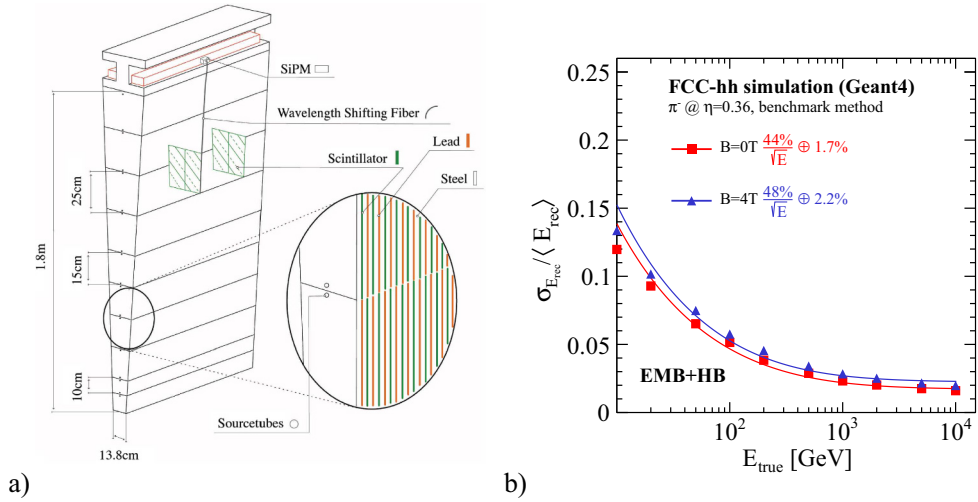 SiPM
Wavelength Shifting Fiber
Lead
Scintillator
Steel
25cm
1.8m
15cm
10cm
Sourcetubes
13.8cm
a)
0.25
0.2
0.15
0.1
0.05
0
σ_{E_rec}/⟨E_rec⟩
FCC-hh simulation (Geant4)
π⁻ @ η=0.36, benchmark method
B=0T 44%/√E ⊕ 1.7%
B=4T 48%/√E ⊕ 2.2%
EMB+HB
10² 10³ 10⁴
E_true [GeV]
b)